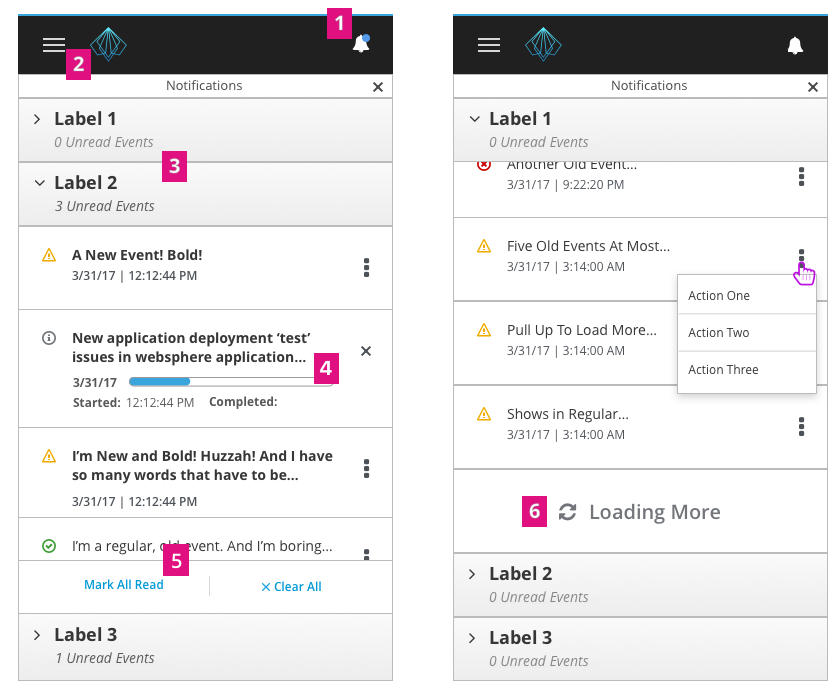 1
2
Notifications
Label 1
0 Unread Events
3
Label 2
3 Unread Events
A New Event! Bold!
3/31/17 | 12:12:44 PM
New application deployment ‘test’
issues in websphere application...
4
3/31/17
Started: 12:12:44 PM Completed:
I’m New and Bold! Huzzah! And I have
so many words that have to be...
3/31/17 | 12:12:44 PM
I’m a regular, old event. And I’m boring...
5
Mark All Read
Clear All
Label 3
1 Unread Events
Notifications
Label 1
0 Unread Events
Another Old Event...
3/31/17 | 9:22:20 PM
Five Old Events At Most...
3/31/17 | 3:14:00 AM
Action One
Action Two
Action Three
Pull Up To Load More...
3/31/17 | 3:14:00 AM
Shows in Regular...
3/31/17 | 3:14:00 AM
6
Loading More
Label 2
0 Unread Events
Label 3
0 Unread Events